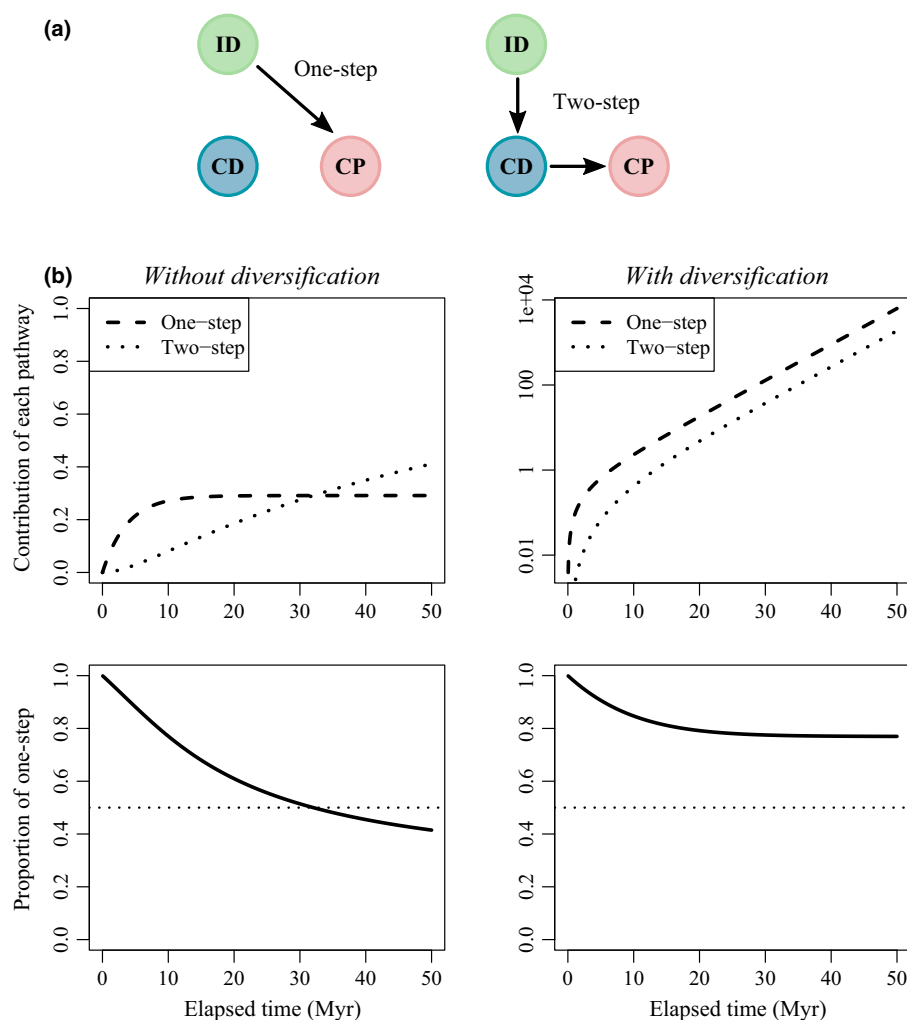 (a)
ID
One-step
CD
CP
ID
Two-step
CD
CP
(b)
Without diversification
With diversification
Contribution of each pathway
1.0
0.8
0.6
0.4
0.2
0.0
One−step
Two−step
0 10 20 30 40 50
1e+04
100
1
0.01
One−step
Two−step
0 10 20 30 40 50
Proportion of one-step
1.0
0.8
0.6
0.4
0.2
0.0
0 10 20 30 40 50
Elapsed time (Myr)
1.0
0.8
0.6
0.4
0.2
0.0
0 10 20 30 40 50
Elapsed time (Myr)